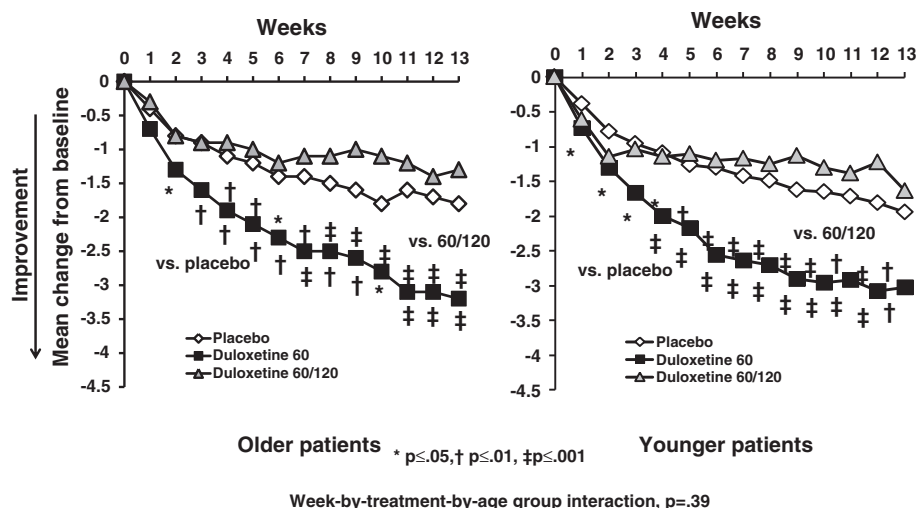 Weeks
0 1 2 3 4 5 6 7 8 9 10 11 12 13
0
-0.5
-1
-1.5
-2
-2.5
-3
-3.5
-4
-4.5
Improvement
Mean change from baseline
* † † † † † ‡ † † * ‡ ‡ ‡
† † * † ‡ ‡ ‡ ‡ ‡ ‡
vs. placebo
vs. 60/120
Placebo
Duloxetine 60
Duloxetine 60/120
Older patients
Weeks
0 1 2 3 4 5 6 7 8 9 10 11 12 13
0
-0.5
-1
-1.5
-2
-2.5
-3
-3.5
-4
-4.5
* * * ‡ ‡ ‡ ‡ ‡ ‡ ‡ ‡ ‡ †
* † ‡ ‡ ‡ ‡ ‡ † ‡ †
vs. placebo
vs. 60/120
Placebo
Duloxetine 60
Duloxetine 60/120
Younger patients
* p≤.05,† p≤.01, ‡p≤.001
Week-by-treatment-by-age group interaction, p=.39